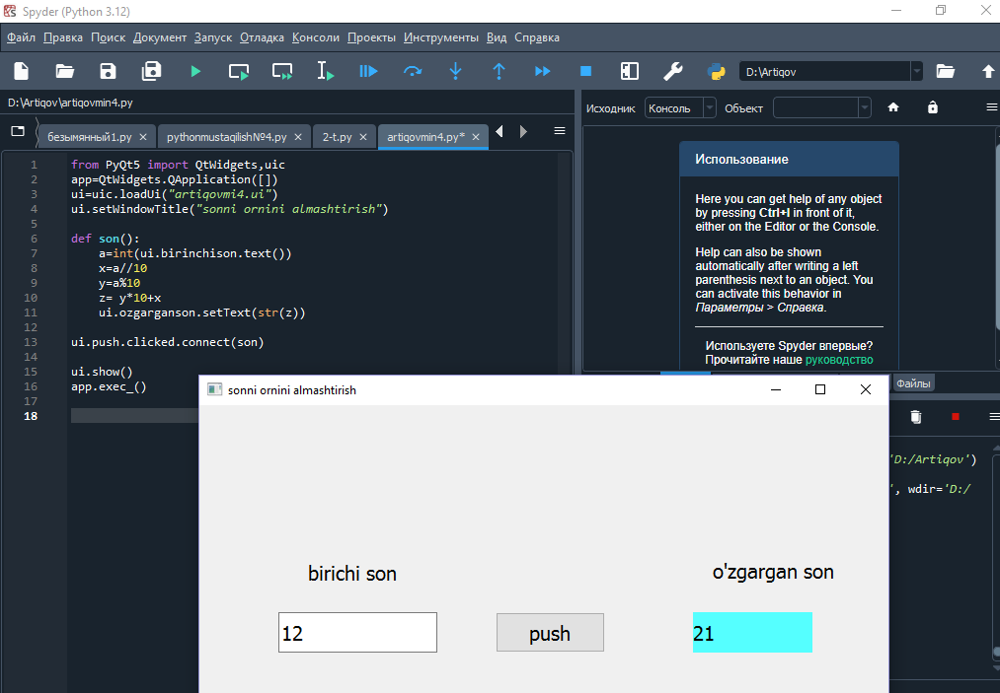 Spyder (Python 3.12)
Файл Правка Поиск Документ Запуск Отладка Консоли Проекты Инструменты Вид Справка
D:\Artiqov
D:\Artiqov\artiqovmin4.py
Исходник Консоль Объект
безымянный1.py pythonmustaqilish№4.py 2-t.py artiqovmin4.py*
1 from PyQt5 import QtWidgets,uic
2 app=QtWidgets.QApplication([])
3 ui=uic.loadUi("artiqovmi4.ui")
4 ui.setWindowTitle("sonni ornini almashtirish")
5
6 def son():
7 a=int(ui.birinchison.text())
8 x=a//10
9 y=a%10
10 z= y*10+x
11 ui.ozgarganson.setText(str(z))
12
13 ui.push.clicked.connect(son)
14
15 ui.show()
16 app.exec_()
17
18
Использование
Here you can get help of any object
by pressing Ctrl+I in front of it,
either on the Editor or the Console.
Help can also be shown
automatically after writing a left
parenthesis next to an object. You
can activate this behavior in
Параметры > Справка.
Используете Spyder впервые?
Прочитайте наше руководство
Файлы
'D:/Artiqov')
', wdir='D:/
sonni ornini almashtirish
birichi son
o'zgargan son
12
push
21